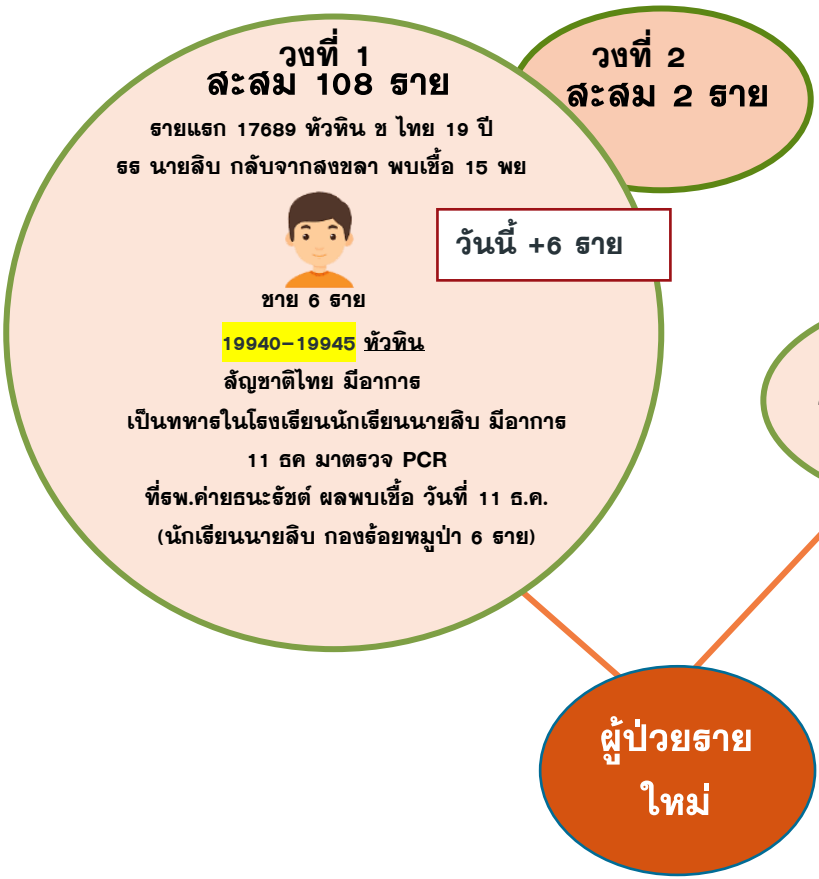 วงที่ 1
สะสม 108 ราย
รายแรก 17689 หัวหิน ช ไทย 19 ปี
รร นายสิบ กลับจากสงขลา พบเชื้อ 15 พย
วงที่ 2
สะสม 2 ราย
วันนี้ +6 ราย
ชาย 6 ราย
19940-19945 หัวหิน
สัญชาติไทย มีอาการ
เป็นทหารในโรงเรียนนักเรียนนายสิบ มีอาการ
11 ธค มาตรวจ PCR
ที่รพ.ค่ายธนะรัชต์ ผลพบเชื้อ วันที่ 11 ธ.ค.
(นักเรียนนายสิบ กองร้อยหมูป่า 6 ราย)
ผู้ป่วยราย
ใหม่